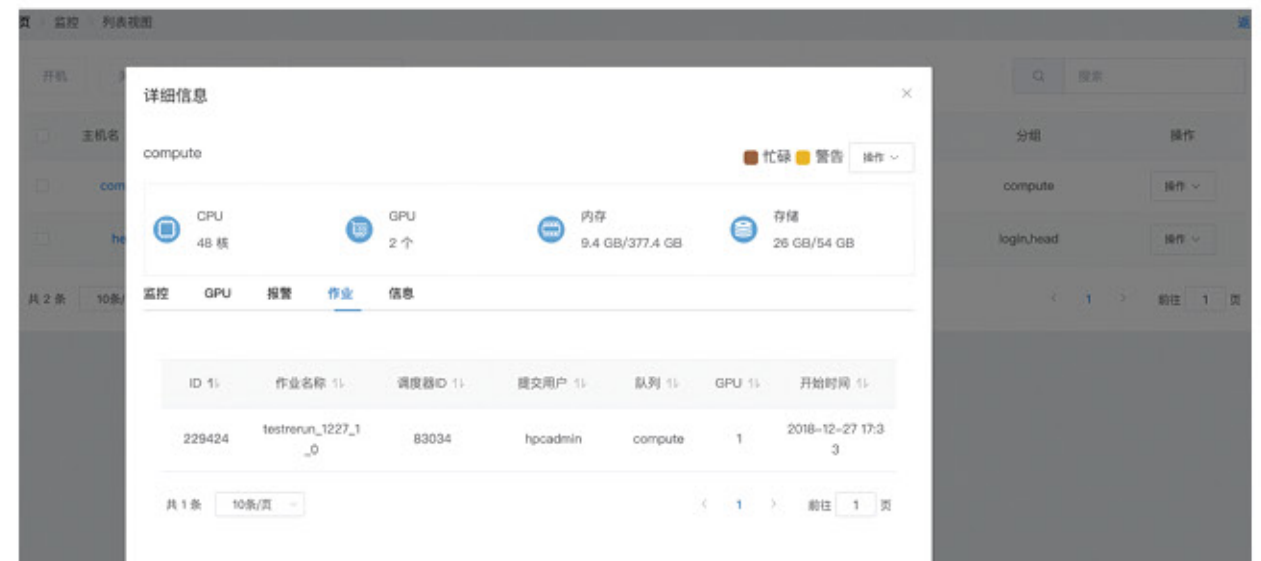 页 监控 列表视图
开机 搜索
详细信息
主机名 分组 操作
compute 忙碌 警告 操作
com compute 操作
CPU GPU 内存 存储
48 核 2 个 9.4 GB/377.4 GB 26 GB/54 GB
he login,head 操作
共 2 条 10条/ 1 前往 1 页
监控 GPU 报警 作业 信息
ID 作业名称 调度器ID 提交用户 队列 GPU 开始时间
229424 testrerun_1227_1 83034 hpcadmin compute 1 2018-12-27 17:3
_0 3
共 1 条 10条/页 1 前往 1 页